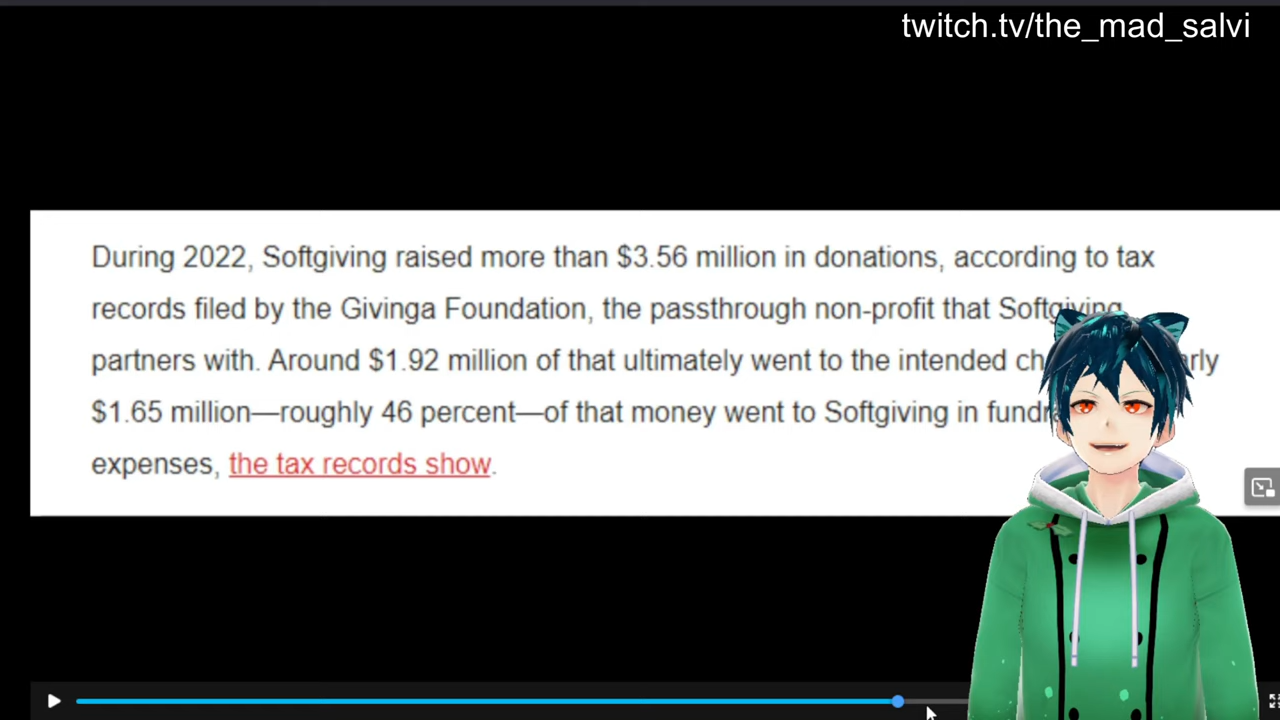 twitch.tv/the_mad_salvi
During 2022, Softgiving raised more than $3.56 million in donations, according to tax
records filed by the Givinga Foundation, the passthrough non-profit that Softgiving
partners with. Around $1.92 million of that ultimately went to the intended
$1.65 million—roughly 46 percent—of that money went to Softgiving in
expenses, the tax records show.